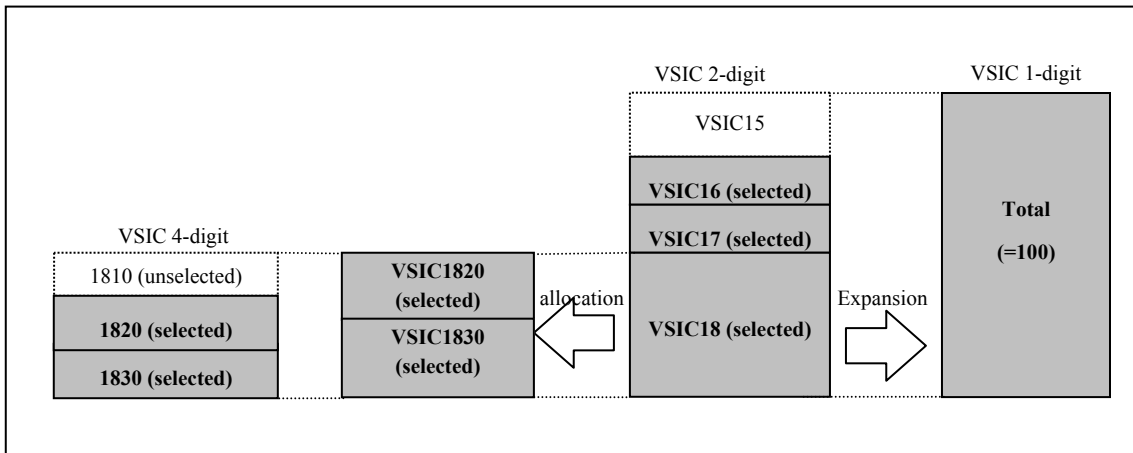 VSIC 2-digit
VSIC 1-digit
VSIC15
VSIC16 (selected)
VSIC17 (selected)
VSIC18 (selected)
Total
(=100)
VSIC 4-digit
1810 (unselected)
1820 (selected)
1830 (selected)
VSIC1820
(selected)
VSIC1830
(selected)
allocation
Expansion